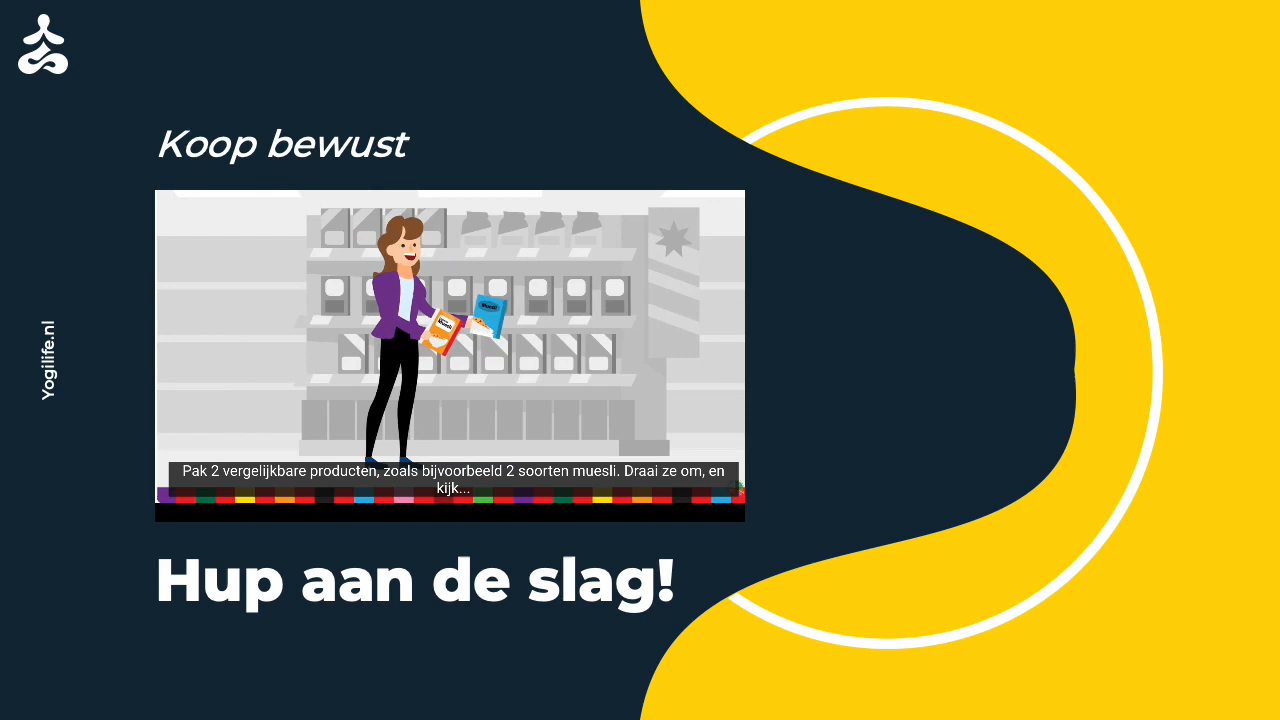 Koop bewust
Muesli
Muesli
Pak 2 vergelijkbare producten, zoals bijvoorbeeld 2 soorten muesli. Draai ze om, en
kijk...
Yogilife.nl
Hup aan de slag!